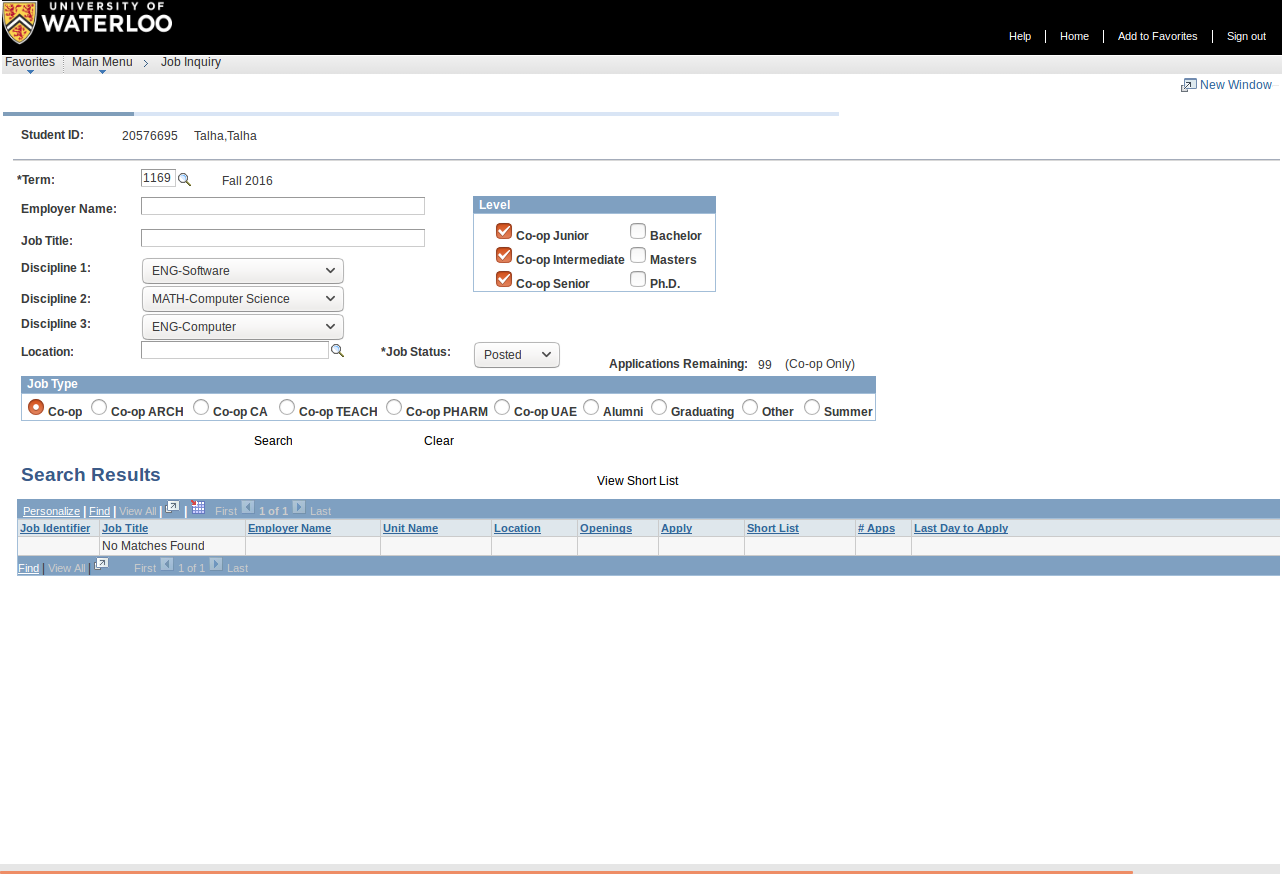 UNIVERSITY OF
WATERLOO
Help Home Add to Favorites Sign out
Favorites Main Menu Job Inquiry
New Window
Student ID: 20576695 Talha,Talha
*Term: 1169 Fall 2016
Employer Name:
Level
Job Title:
Co-op Junior Bachelor
Co-op Intermediate Masters
Co-op Senior Ph.D.
Discipline 1: ENG-Software
Discipline 2: MATH-Computer Science
Discipline 3: ENG-Computer
Location: *Job Status: Posted
Applications Remaining: 99 (Co-op Only)
Job Type
Co-op Co-op ARCH Co-op CA Co-op TEACH Co-op PHARM Co-op UAE Alumni Graduating Other Summer
Search Clear
Search Results
View Short List
Personalize | Find | View All | | First 1 of 1 Last
Job Identifier Job Title Employer Name Unit Name Location Openings Apply Short List # Apps Last Day to Apply
No Matches Found
Find | View All | First 1 of 1 Last